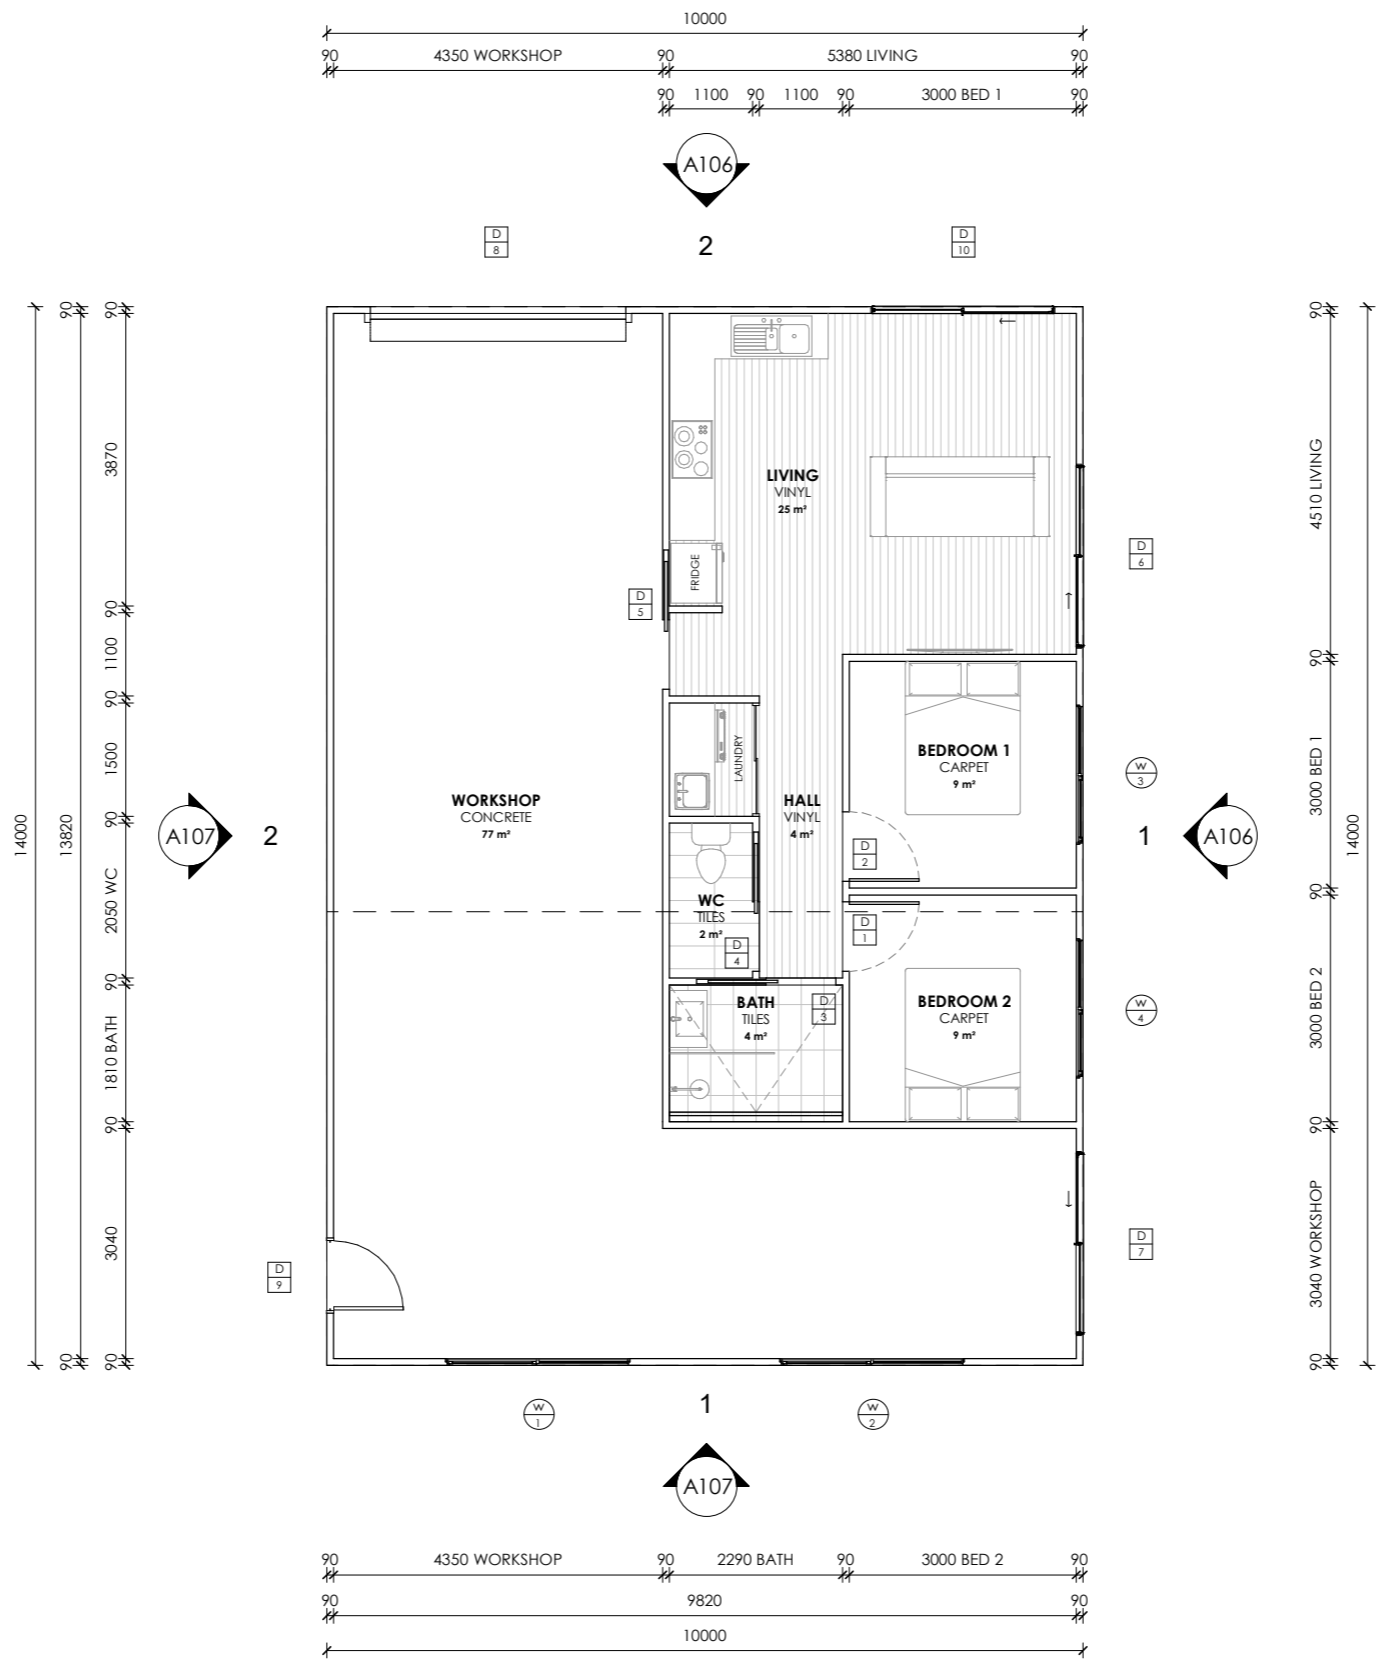 10000
90 4350 WORKSHOP 90 5380 LIVING 90
90 1100 90 1100 90 3000 BED 1 90
A106
2
D
8
D
10
14000
90 13820 90
90 3870 90 1100 90 1500 90 2050 WC 90 1810 BATH 90 3040 90
LIVING
VINYL
25 m²
FRIDGE
D
5
D
6
LAUNDRY
BEDROOM 1
CARPET
9 m²
W
3
WORKSHOP
CONCRETE
77 m²
HALL
VINYL
4 m²
A107
2
1
A106
D
2
WC
TILES
2 m²
D
4
D
1
BATH
TILES
4 m²
D
3
BEDROOM 2
CARPET
9 m²
W
4
D
9
D
7
90 4510 LIVING 90 3000 BED 1 90 3000 BED 2 90 3040 WORKSHOP 90
14000
W
1
1
W
2
A107
90 4350 WORKSHOP 90 2290 BATH 90 3000 BED 2 90
90 9820 90
10000